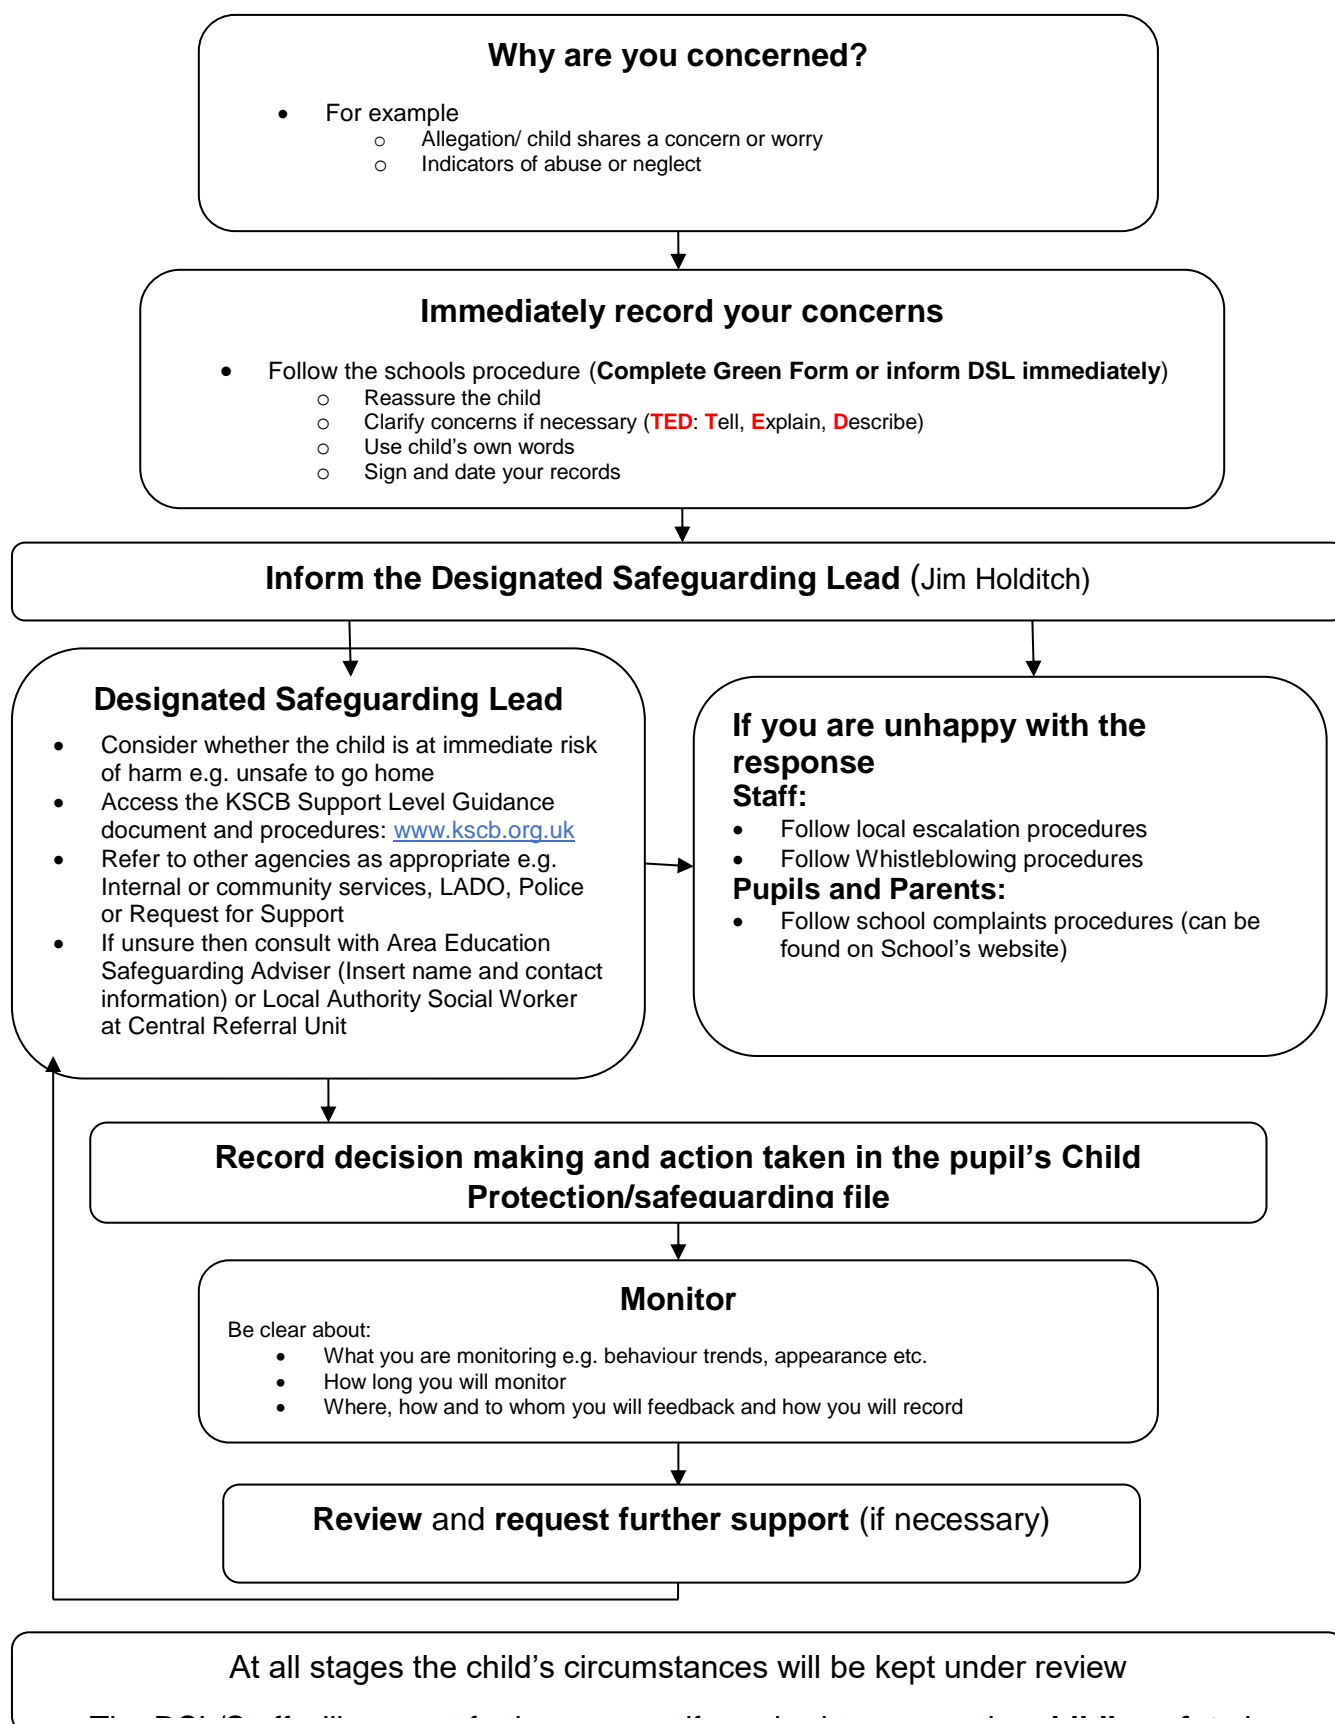 Why are you concerned?
• For example
o Allegation/ child shares a concern or worry
o Indicators of abuse or neglect
Immediately record your concerns
• Follow the schools procedure (Complete Green Form or inform DSL immediately)
o Reassure the child
o Clarify concerns if necessary (TED: Tell, Explain, Describe)
o Use child's own words
o Sign and date your records
Inform the Designated Safeguarding Lead (Jim Holditch)
Designated Safeguarding Lead
• Consider whether the child is at immediate risk
of harm e.g. unsafe to go home
• Access the KSCB Support Level Guidance
document and procedures: www.kscb.org.uk
• Refer to other agencies as appropriate e.g.
Internal or community services, LADO, Police
or Request for Support
• If unsure then consult with Area Education
Safeguarding Adviser (Insert name and contact
information) or Local Authority Social Worker
at Central Referral Unit
If you are unhappy with the
response
Staff:
• Follow local escalation procedures
• Follow Whistleblowing procedures
Pupils and Parents:
• Follow school complaints procedures (can be
found on School's website)
Record decision making and action taken in the pupil's Child
Protection/safeguarding file
Monitor
Be clear about:
• What you are monitoring e.g. behaviour trends, appearance etc.
• How long you will monitor
• Where, how and to whom you will feedback and how you will record
Review and request further support (if necessary)
At all stages the child's circumstances will be kept under review
The DSL/Staff will request further support if required to